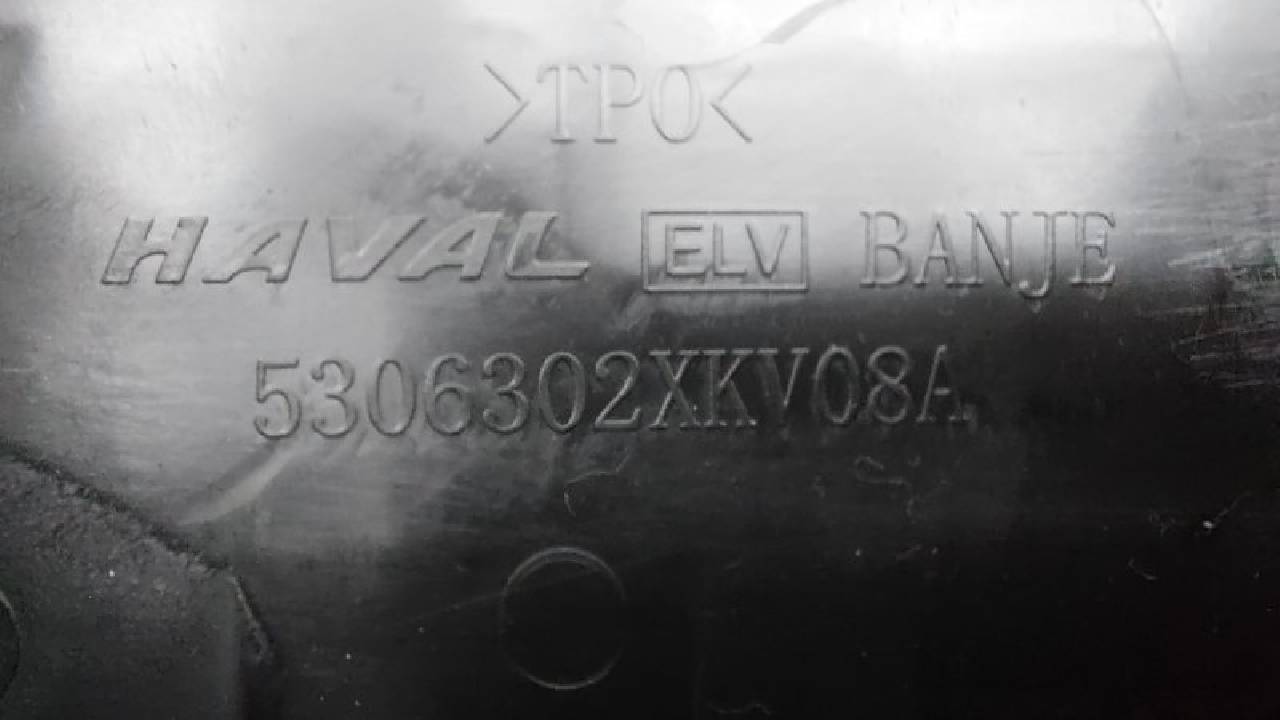 >TPO<
HAVAL ELV BANJE
5306302XKV08A